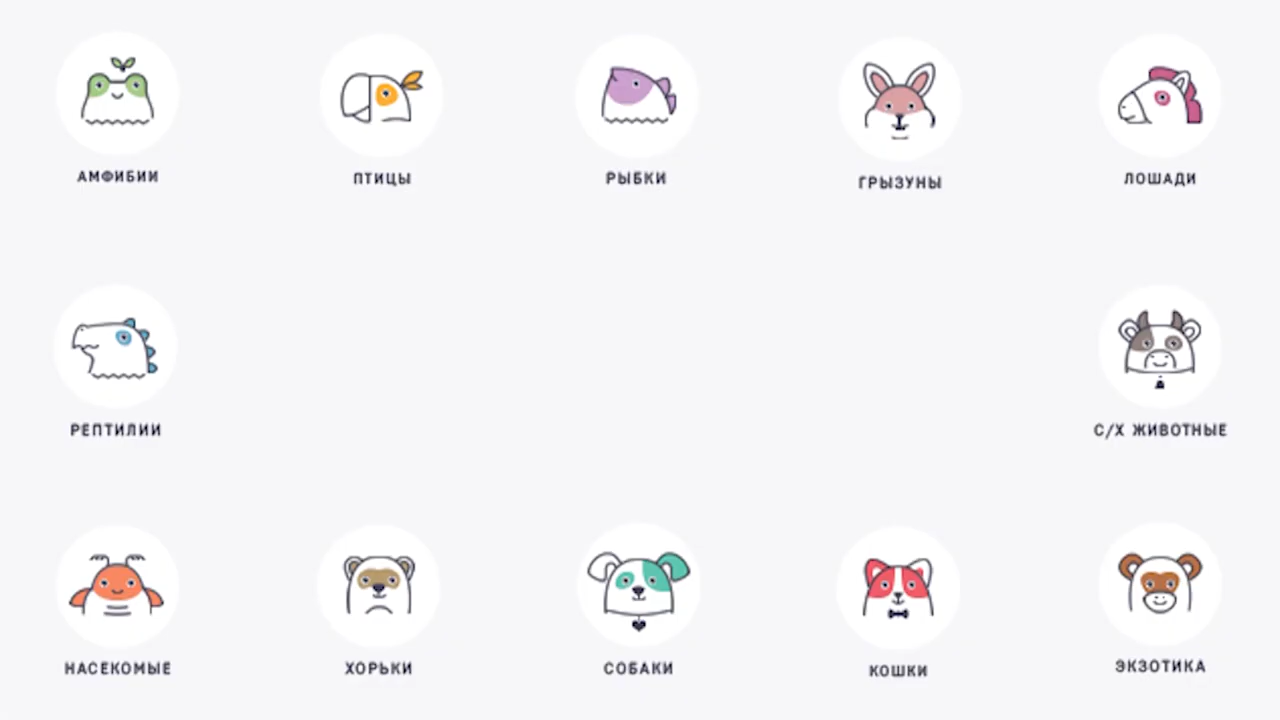 АМФИБИИ
ПТИЦЫ
РЫБКИ
ГРЫЗУНЫ
ЛОШАДИ
РЕПТИЛИИ
С/Х ЖИВОТНЫЕ
НАСЕКОМЫЕ
ХОРЬКИ
СОБАКИ
КОШКИ
ЭКЗОТИКА